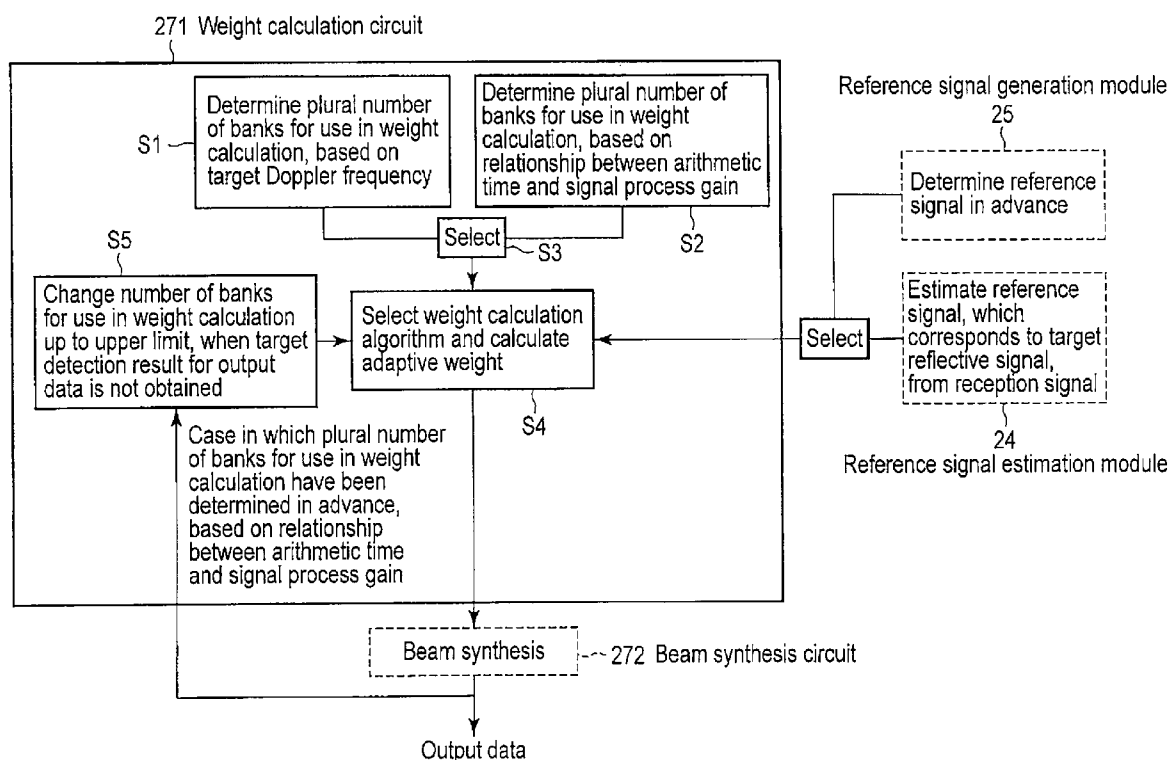 271 Weight calculation circuit
Determine plural number
of banks for use in weight
calculation, based on
target Doppler frequency
S1
Determine plural number of
banks for use in weight
calculation, based on
relationship between arithmetic
time and signal process gain
S2
Select
S3
Reference signal generation module
25
Determine reference
signal in advance
S5
Change number of banks
for use in weight calculation
up to upper limit, when target
detection result for output
data is not obtained
Select weight calculation
algorithm and calculate
adaptive weight
S4
Select
Estimate reference
signal, which
corresponds to target
reflective signal,
from reception signal
24
Reference signal estimation module
Case in which plural number
of banks for use in weight
calculation have been
determined in advance,
based on relationship
between arithmetic time
and signal process gain
Beam synthesis
272 Beam synthesis circuit
Output data